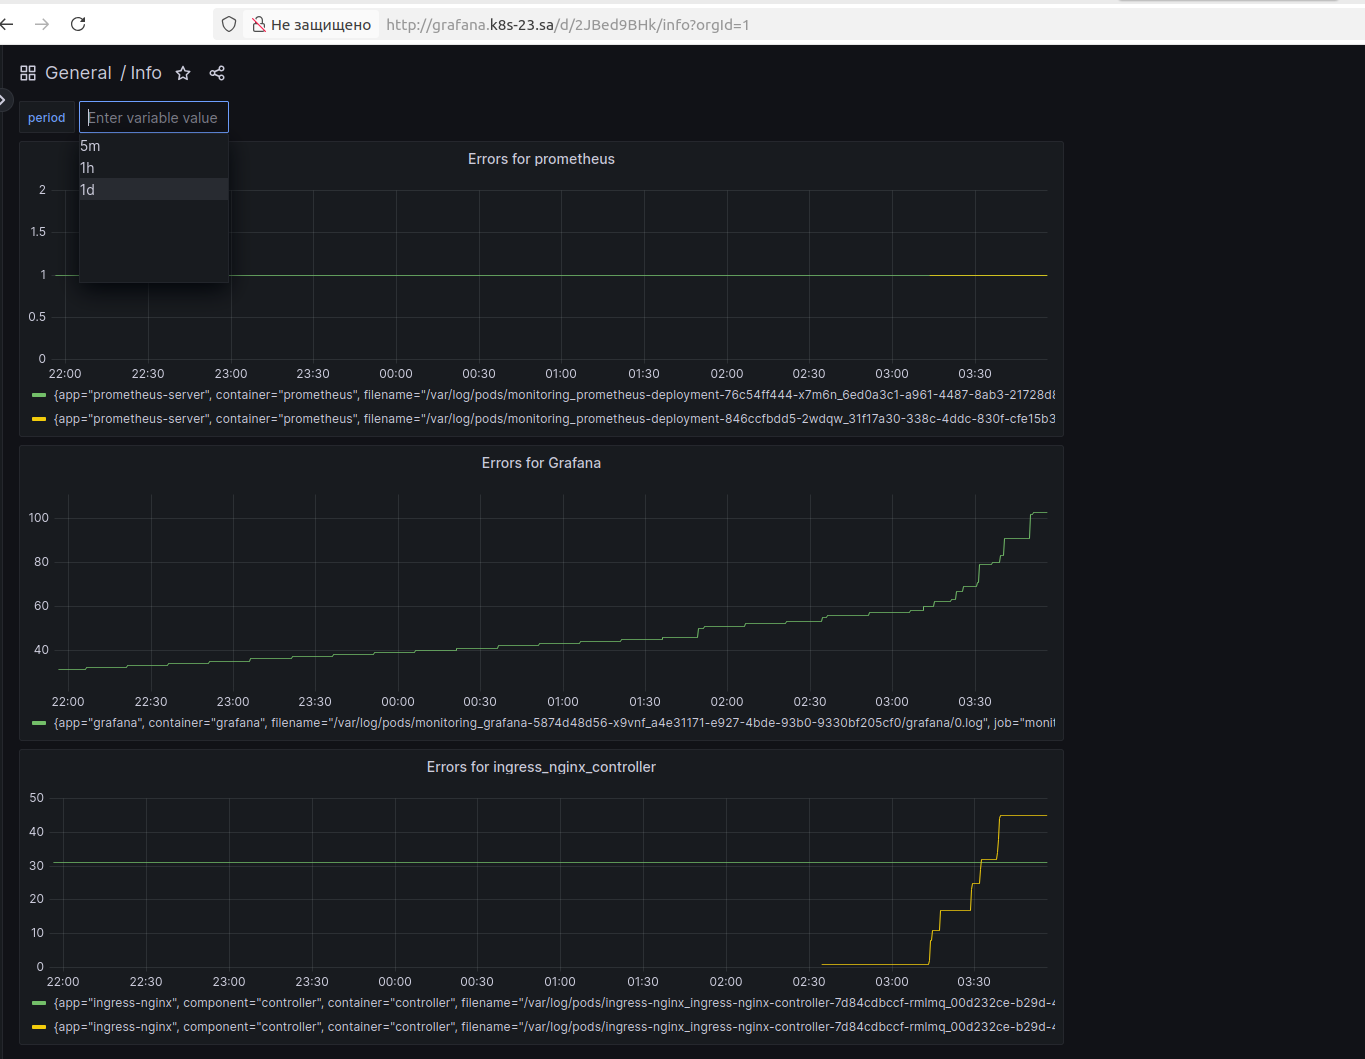 Не защищено http://grafana.k8s-23.sa/d/2JBed9BHk/info?orgId=1
General / Info
period Enter variable value
5m
1h
1d
Errors for prometheus
2
1.5
1
0.5
0
22:00 22:30 23:00 23:30 00:00 00:30 01:00 01:30 02:00 02:30 03:00 03:30
{app="prometheus-server", container="prometheus", filename="/var/log/pods/monitoring_prometheus-deployment-76c54ff444-x7m6n_6ed0a3c1-a961-4487-8ab3-21728d8
{app="prometheus-server", container="prometheus", filename="/var/log/pods/monitoring_prometheus-deployment-846ccfbdd5-2wdqw_31f17a30-338c-4ddc-830f-cfe15b3
Errors for Grafana
100
80
60
40
22:00 22:30 23:00 23:30 00:00 00:30 01:00 01:30 02:00 02:30 03:00 03:30
{app="grafana", container="grafana", filename="/var/log/pods/monitoring_grafana-5874d48d56-x9vnf_a4e31171-e927-4bde-93b0-9330bf205cf0/grafana/0.log", job="monit
Errors for ingress_nginx_controller
50
40
30
20
10
0
22:00 22:30 23:00 23:30 00:00 00:30 01:00 01:30 02:00 02:30 03:00 03:30
{app="ingress-nginx", component="controller", container="controller", filename="/var/log/pods/ingress-nginx_ingress-nginx-controller-7d84cdbccf-rmlmq_00d232ce-b29d-4
{app="ingress-nginx", component="controller", container="controller", filename="/var/log/pods/ingress-nginx_ingress-nginx-controller-7d84cdbccf-rmlmq_00d232ce-b29d-4